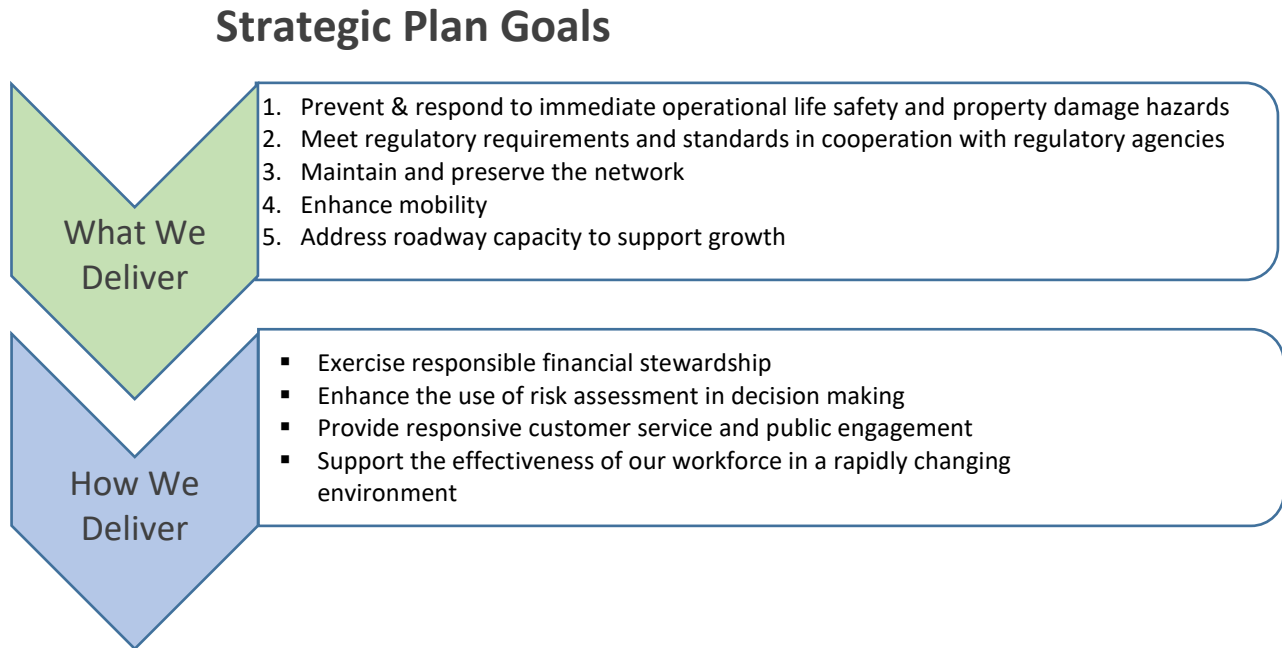 Strategic Plan Goals
What We
Deliver
1. Prevent & respond to immediate operational life safety and property damage hazards
2. Meet regulatory requirements and standards in cooperation with regulatory agencies
3. Maintain and preserve the network
4. Enhance mobility
5. Address roadway capacity to support growth
How We
Deliver
▪ Exercise responsible financial stewardship
▪ Enhance the use of risk assessment in decision making
▪ Provide responsive customer service and public engagement
▪ Support the effectiveness of our workforce in a rapidly changing
environment